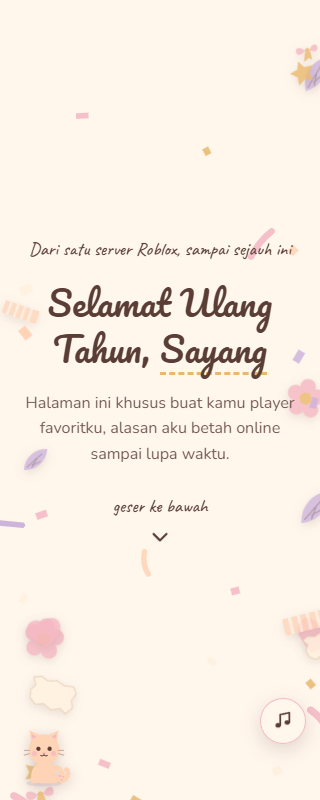 Dari satu server Roblox, sampai sejauh ini
Selamat Ulang
Tahun, Sayang
Halaman ini khusus buat kamu player
favoritku, alasan aku betah online
sampai lupa waktu.
geser ke bawah